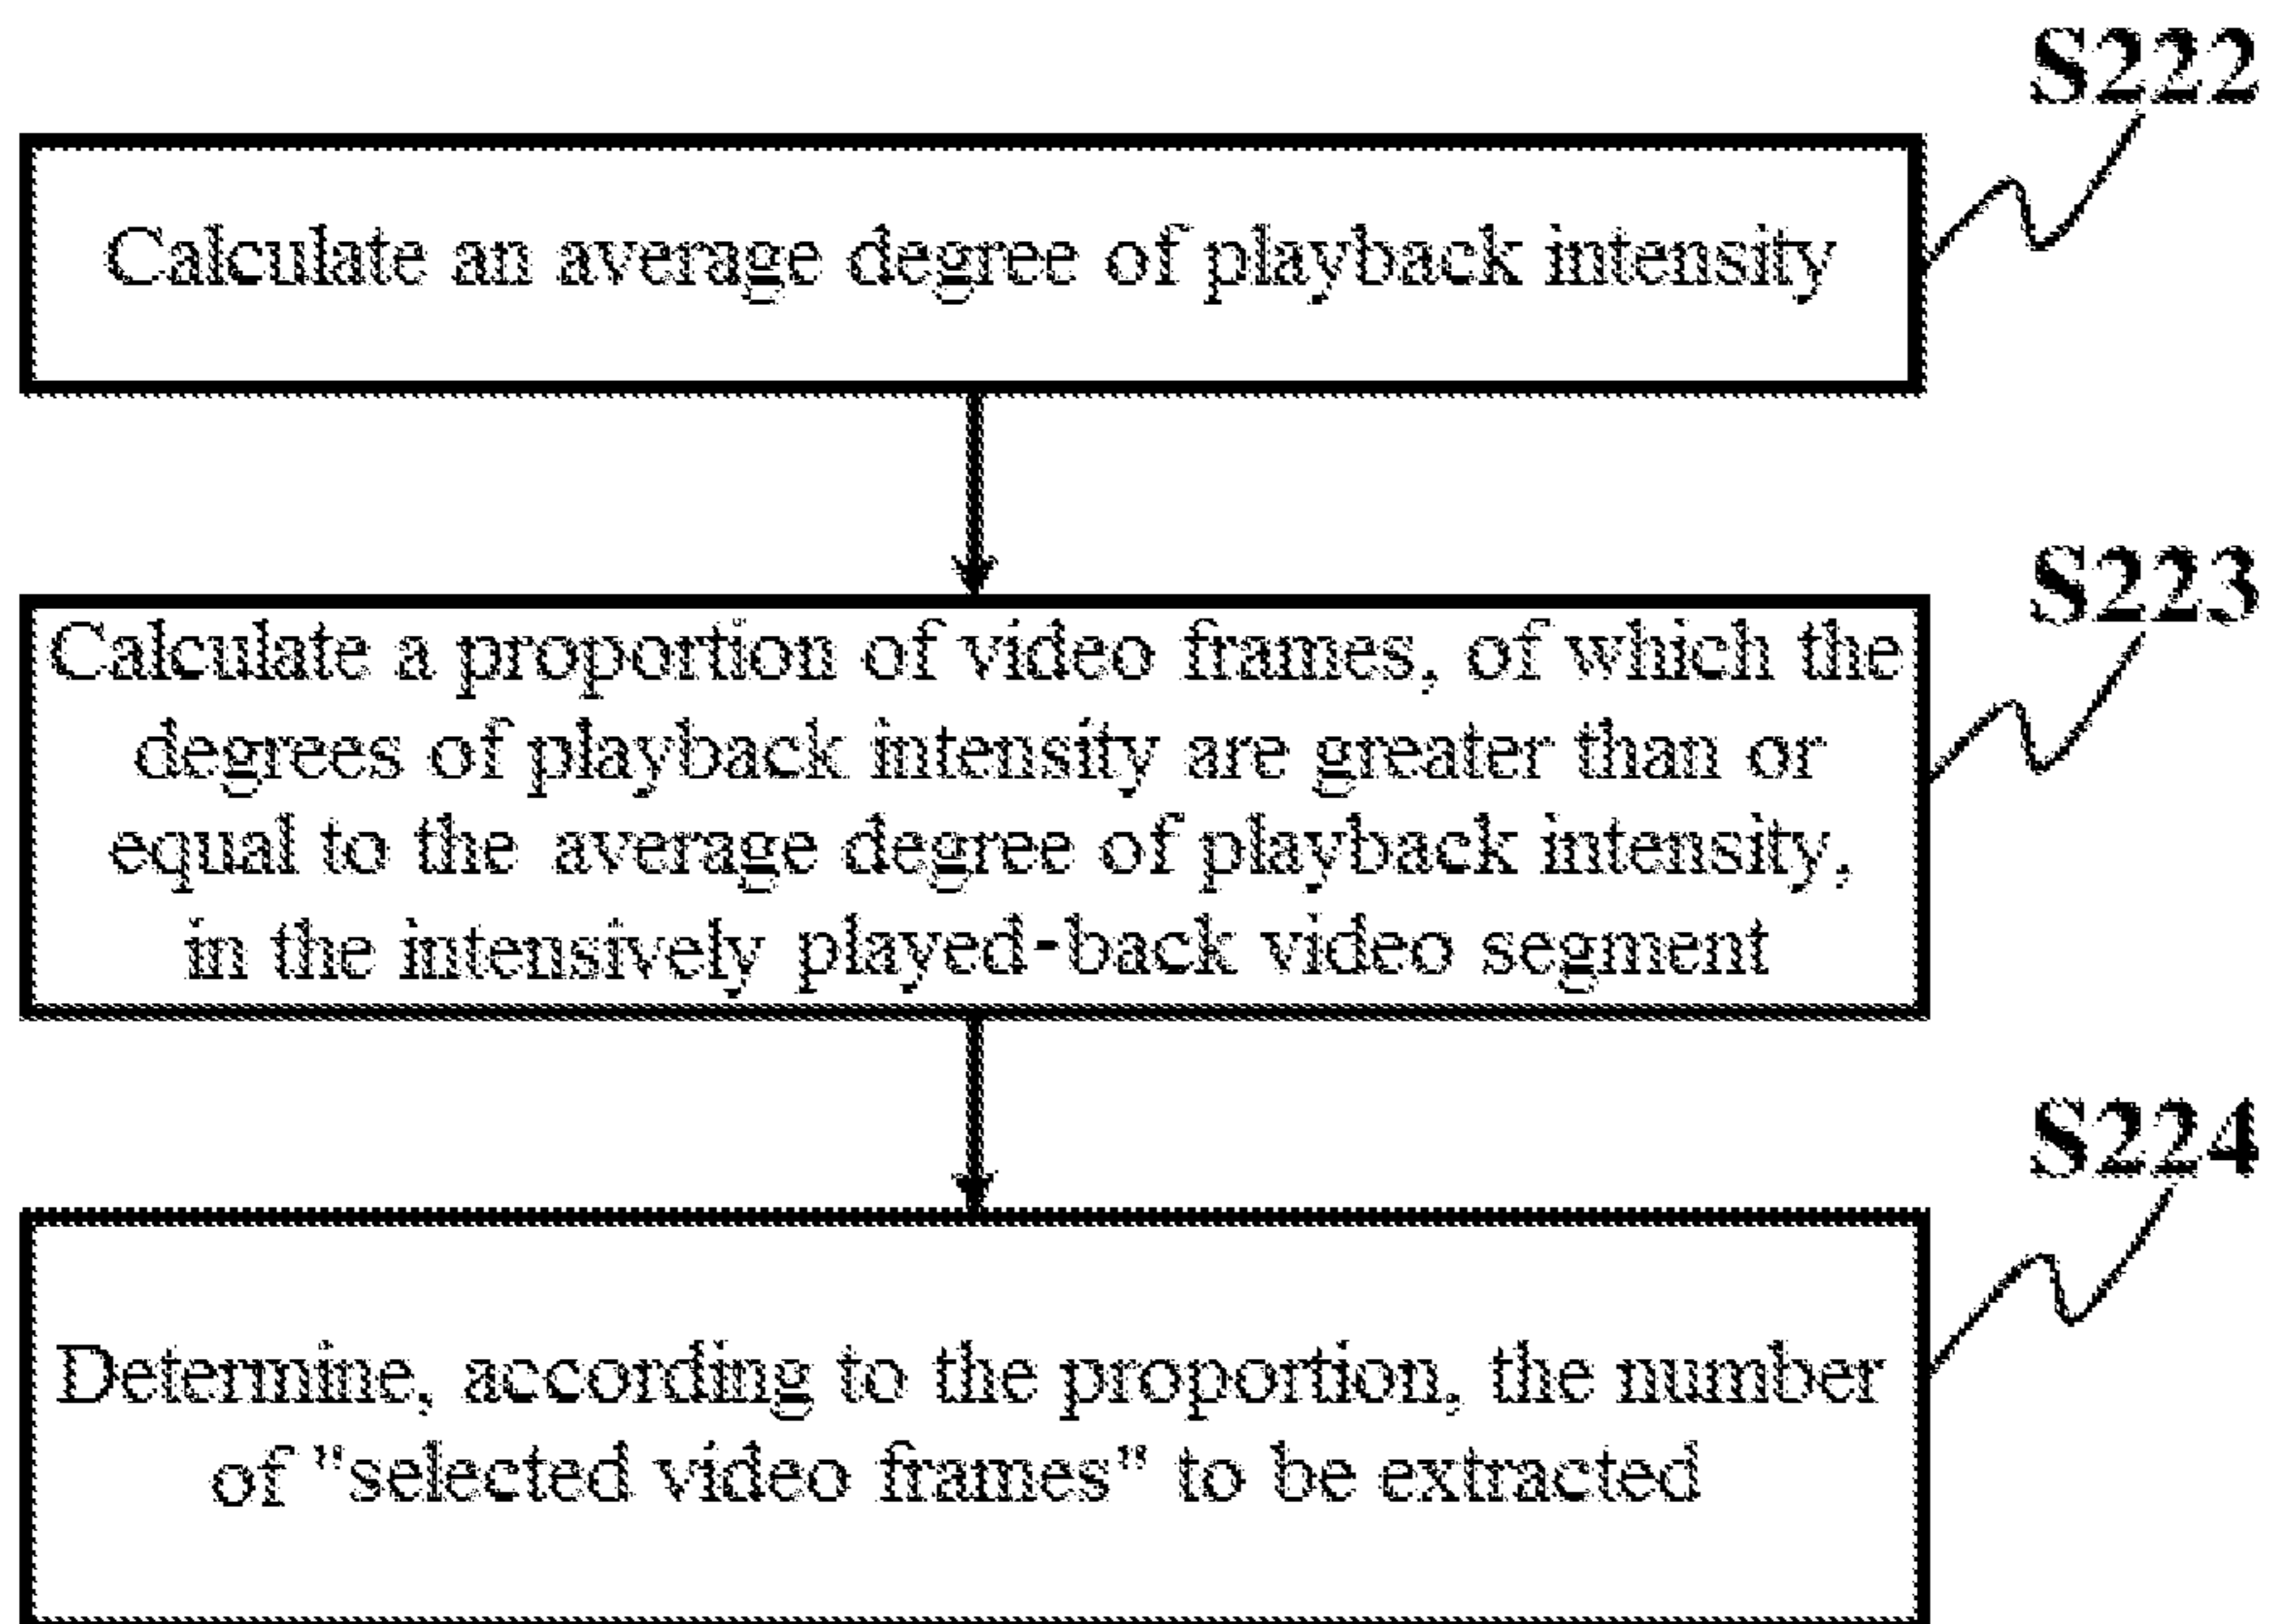 S222
Calculate an average degree of playback intensity
S223
Calculate a proportion of video frames, of which the
degrees of playback intensity are greater than or
equal to the average degree of playback intensity,
in the intensively played-back video segment
S224
Determine, according to the proportion, the number
of "selected video frames" to be extracted